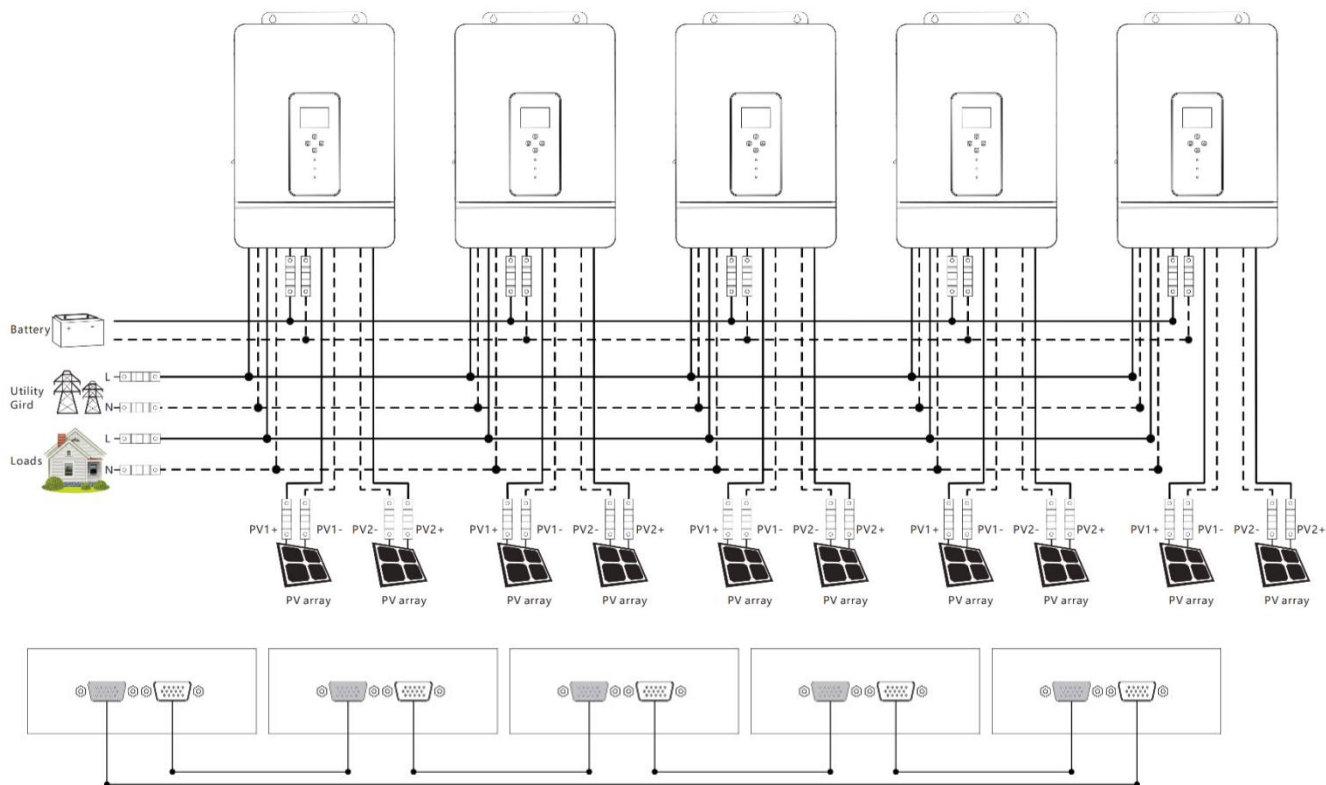 Battery
L
Utility
Gird
N
L
Loads
N
PV1+ PV1- PV2- PV2+ PV1+ PV1- PV2- PV2+ PV1+ PV1- PV2- PV2+ PV1+ PV1- PV2- PV2+ PV1+ PV1- PV2- PV2+
PV array PV array PV array PV array PV array PV array PV array PV array PV array PV array